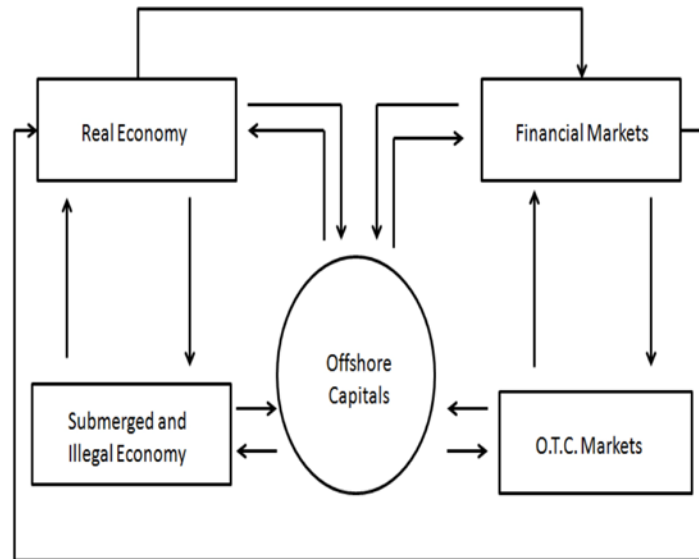 Real Economy
Financial Markets
Offshore
Capitals
Submerged and
Illegal Economy
O.T.C. Markets